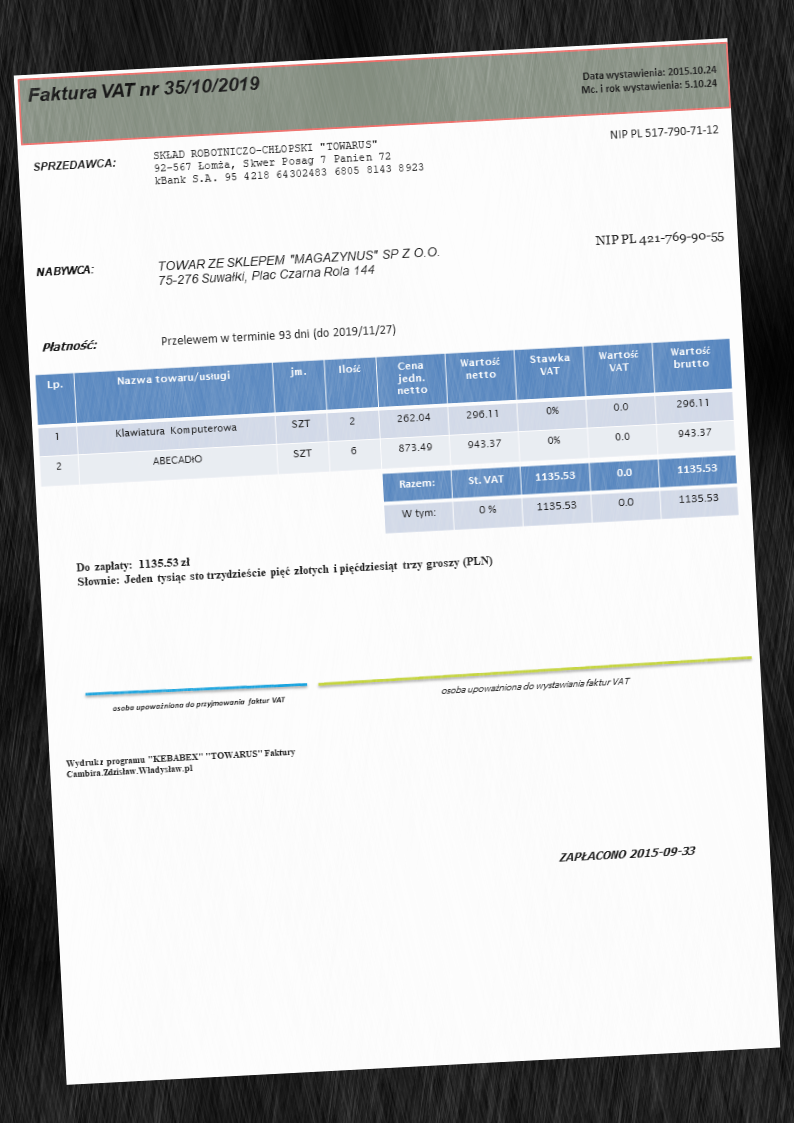 Faktura VAT nr 35/10/2019
Data wystawienia: 2015.10.24
Mc. i rok wystawienia: 5.10.24
NIP PL 517-790-71-12
SPRZEDAWCA:
SKŁAD ROBOTNICZO-CHŁOPSKI "TOWARUS"
92-567 Łomża, Skwer Posag 7 Panien 72
kBank S.A. 95 4218 64302483 6805 8143 8923
NIP PL 421-769-90-55
NABYWCA:
TOWAR ZE SKLEPEM "MAGAZYNUS" SP Z O.O.
75-276 Suwałki, Plac Czarna Rola 144
Płatność: Przelewem w terminie 93 dni (do 2019/11/27)
Lp. Nazwa towaru/usługi jm. Ilość Cena jedn. netto Wartość netto Stawka VAT Wartość VAT Wartość brutto
1 Klawiatura Komputerowa SZT 2 262.04 296.11 0% 0.0 296.11
2 ABECADŁO SZT 6 873.49 943.37 0% 0.0 943.37
Razem: St. VAT 1135.53 0.0 1135.53
W tym: 0 % 1135.53 0.0 1135.53
Do zapłaty: 1135.53 zł
Słownie: Jeden tysiąc sto trzydzieście pięć złotych i pięćdziesiąt trzy groszy (PLN)
osoba upoważniona do przyjmowania faktur VAT
osoba upoważniona do wystawiania faktur VAT
Wydruk z programu "KEBABEX" "TOWARUS" Faktury
Cambira.Zdzisław.Władysław.pl
ZAPŁACONO 2015-09-33